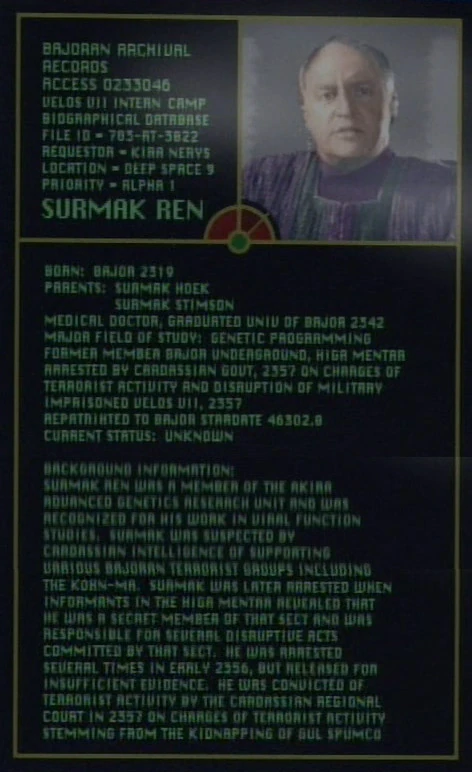 BAJORAN ARCHIVAL
RECORDS
ACCESS 0233046
VELOS VII INTERN CAMP
BIOGRAPHICAL DATABASE
FILE ID = 703-RT-3822
REQUESTOR = KIRA NERYS
LOCATION = DEEP SPACE 9
PRIORITY = ALPHA 1
SURMAK REN
BORN: BAJOR 2319
PARENTS: SURMAK HOEK
SURMAK STIMSON
MEDICAL DOCTOR, GRADUATED UNIV OF BAJOR 2342
MAJOR FIELD OF STUDY: GENETIC PROGRAMMING
FORMER MEMBER BAJOR UNDERGROUND, HIGA MENTAR
ARRESTED BY CARDASSIAN GOVT, 2357 ON CHARGES OF
TERRORIST ACTIVITY AND DISRUPTION OF MILITARY
IMPRISONED VELOS VII, 2357
REPATRIATED TO BAJOR STARDATE 46302.8
CURRENT STATUS: UNKNOWN
BACKGROUND INFORMATION:
SURMAK REN WAS A MEMBER OF THE AKIRA
ADVANCED GENETICS RESEARCH UNIT AND WAS
RECOGNIZED FOR HIS WORK IN VIRAL FUNCTION
STUDIES. SURMAK WAS SUSPECTED BY
CARDASSIAN INTELLIGENCE OF SUPPORTING
VARIOUS BAJORAN TERRORIST GROUPS INCLUDING
THE KOHN-MA. SURMAK WAS LATER ARRESTED WHEN
INFORMANTS IN THE HIGA MENTAR REVEALED THAT
HE WAS A SECRET MEMBER OF THAT SECT AND WAS
RESPONSIBLE FOR SEVERAL DISRUPTIVE ACTS
COMMITTED BY THAT SECT. HE WAS ARRESTED
SEVERAL TIMES IN EARLY 2356, BUT RELEASED FOR
INSUFFICIENT EVIDENCE. HE WAS CONVICTED OF
TERRORIST ACTIVITY BY THE CARDASSIAN REGIONAL
COURT IN 2357 ON CHARGES OF TERRORIST ACTIVITY
STEMMING FROM THE KIDNAPPING OF GUL SPUMCO